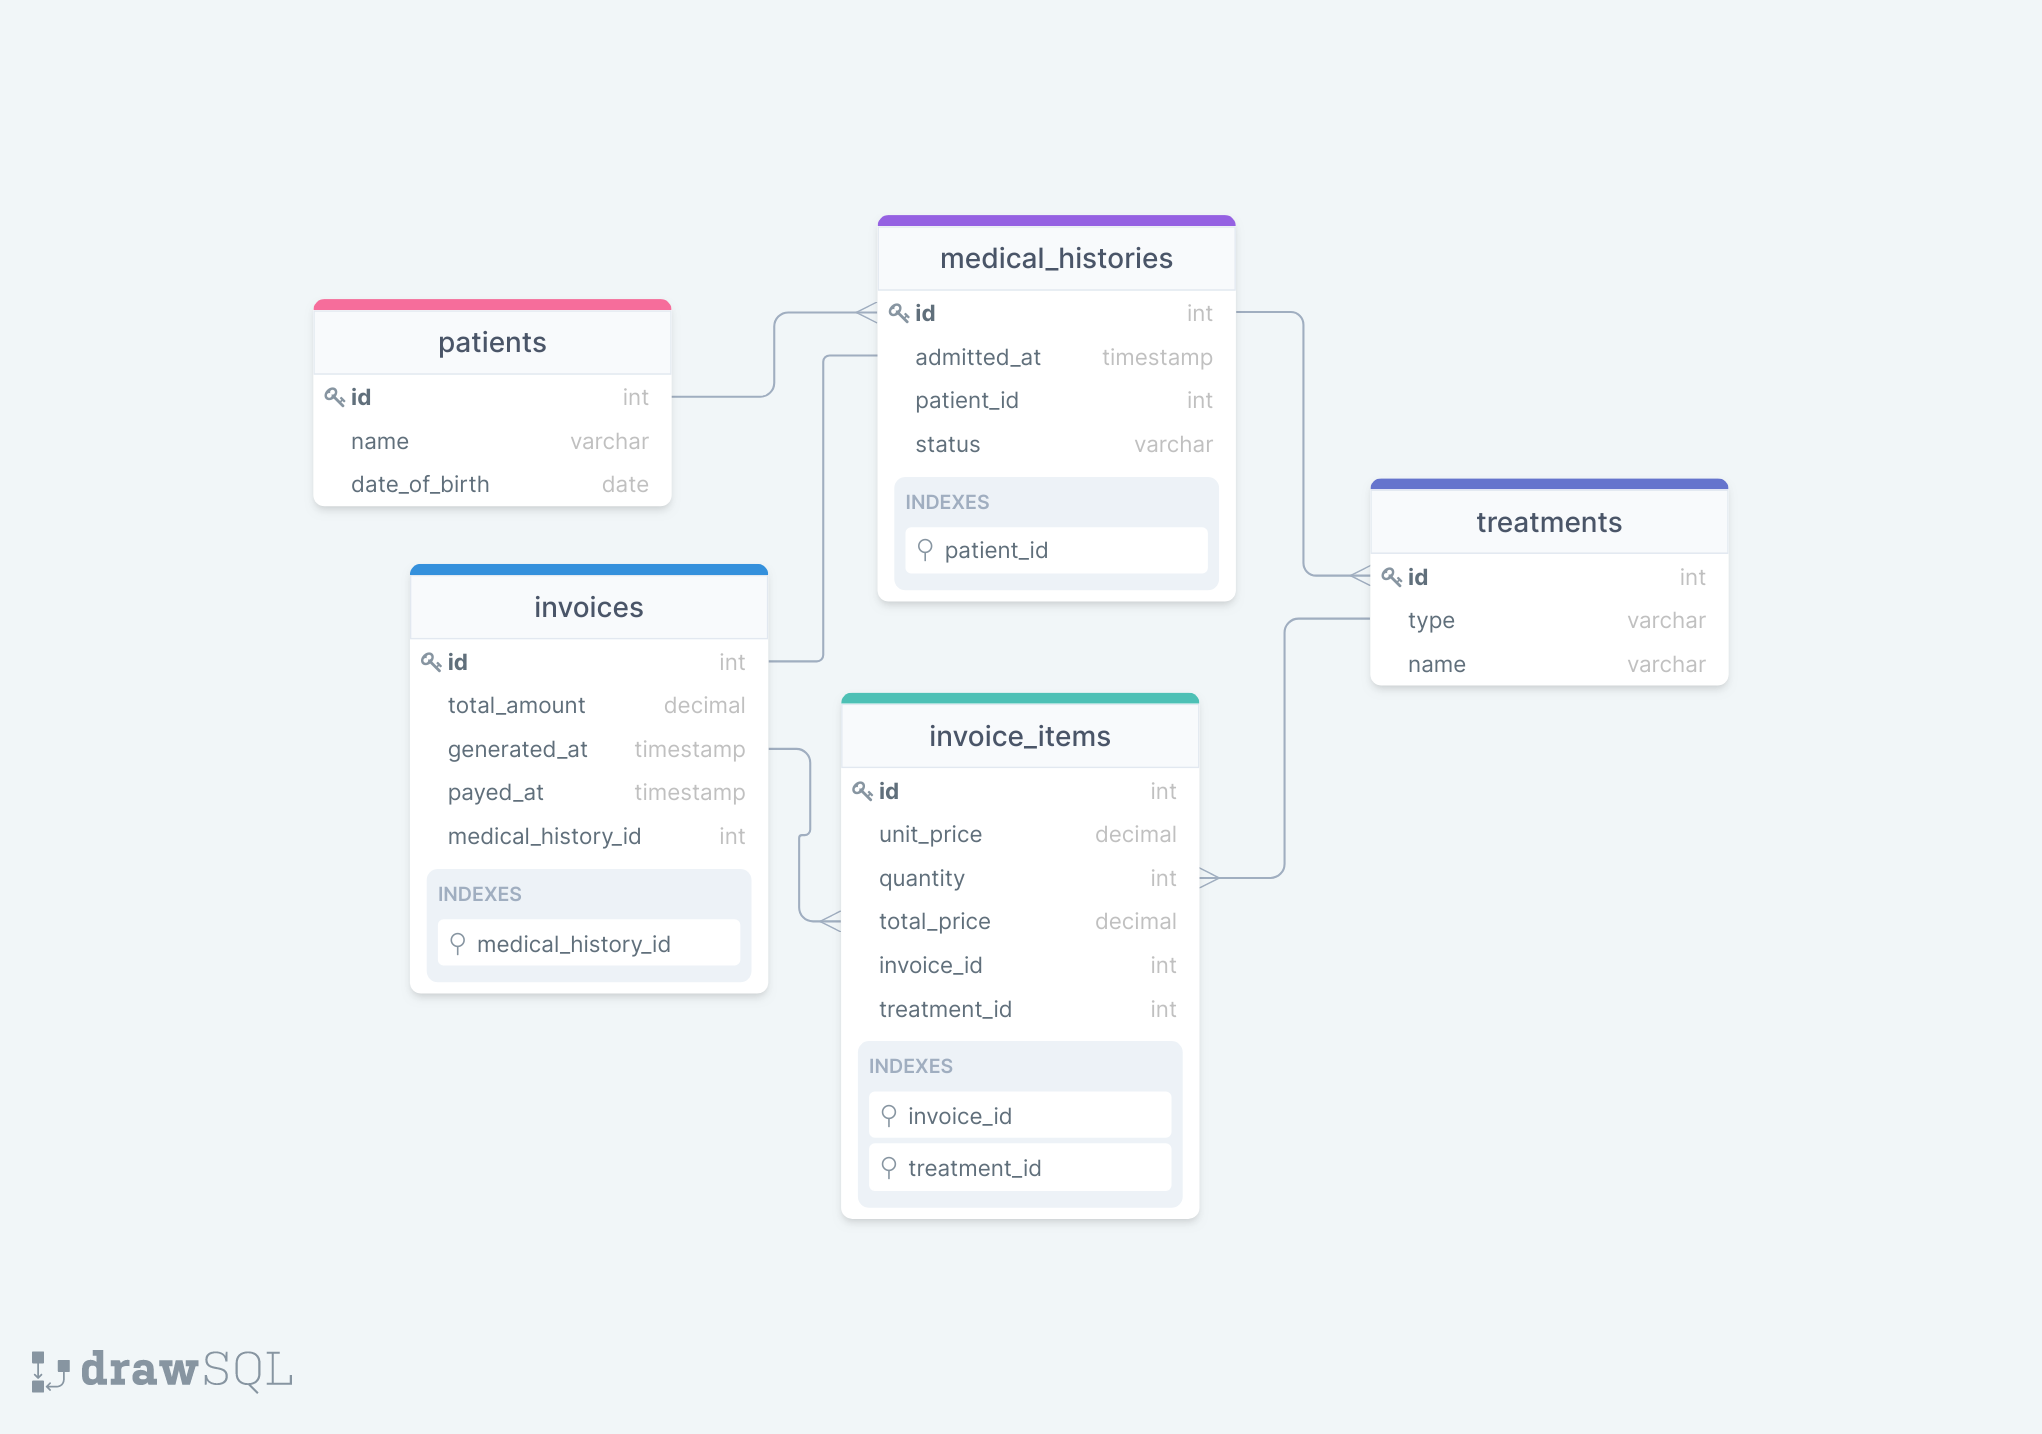 patients
id int
name varchar
date_of_birth date
medical_histories
id int
admitted_at timestamp
patient_id int
status varchar
INDEXES
patient_id
treatments
id int
type varchar
name varchar
invoices
id int
total_amount decimal
generated_at timestamp
payed_at timestamp
medical_history_id int
INDEXES
medical_history_id
invoice_items
id int
unit_price decimal
quantity int
total_price decimal
invoice_id int
treatment_id int
INDEXES
invoice_id
treatment_id
drawSQL